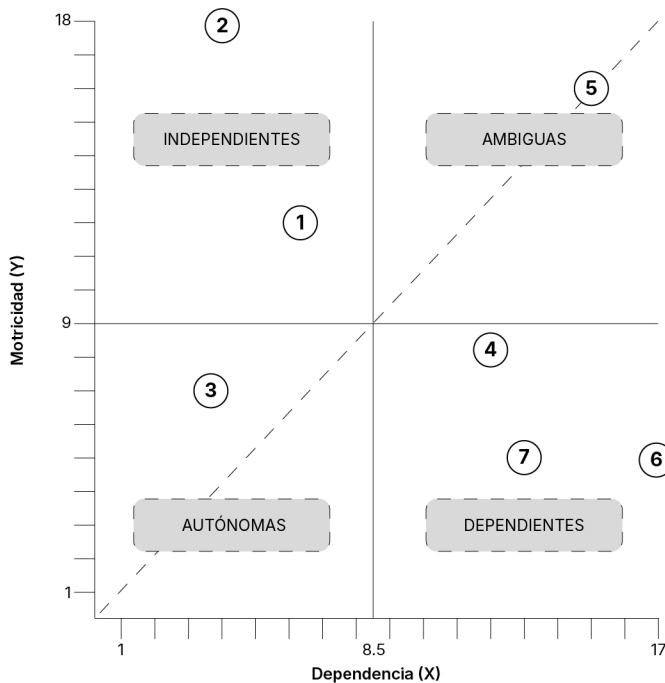 18
2
5
INDEPENDIENTES
AMBIGUAS
1
Motricidad (Y)
9
4
3
7
6
AUTÓNOMAS
DEPENDIENTES
1
1
8.5
17
Dependencia (X)